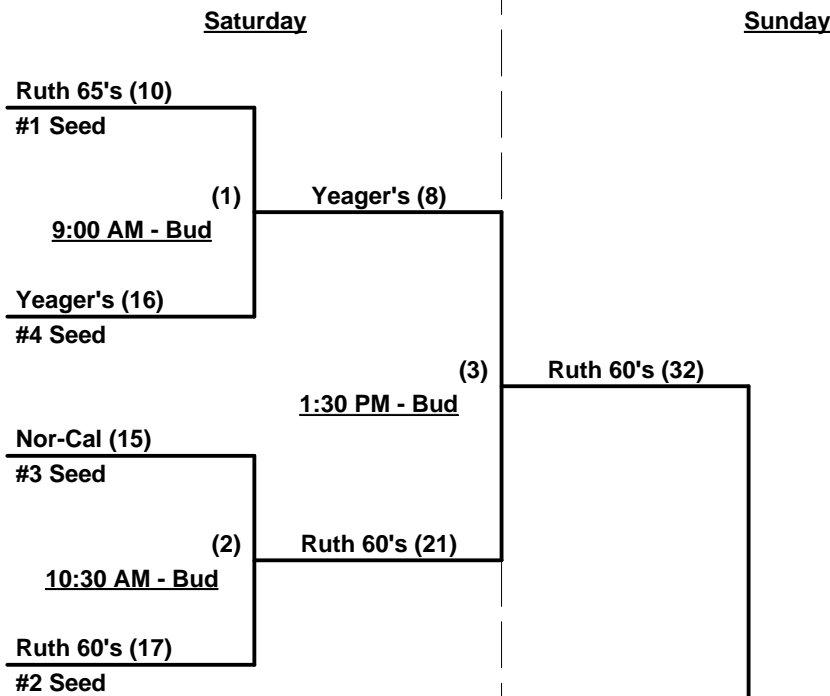 Saturday
Sunday
Ruth 65's (10)
#1 Seed
(1)
Yeager's (8)
9:00 AM - Bud
Yeager's (16)
#4 Seed
(3)
Ruth 60's (32)
1:30 PM - Bud
Nor-Cal (15)
#3 Seed
(2)
Ruth 60's (21)
10:30 AM - Bud
Ruth 60's (17)
#2 Seed